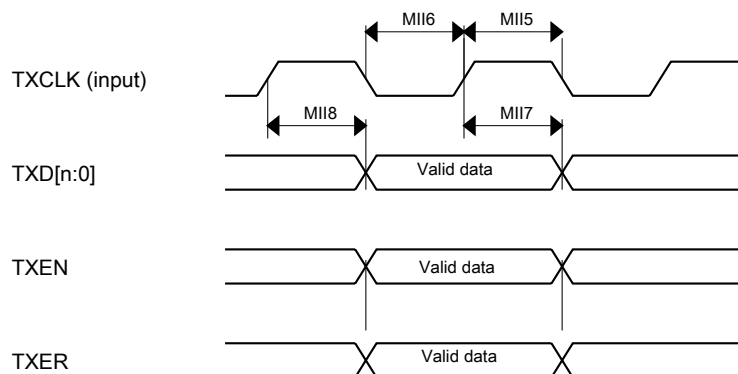 MII6 MII5
TXCLK (input)
MII8 MII7
TXD[n:0] Valid data
TXEN Valid data
TXER Valid data